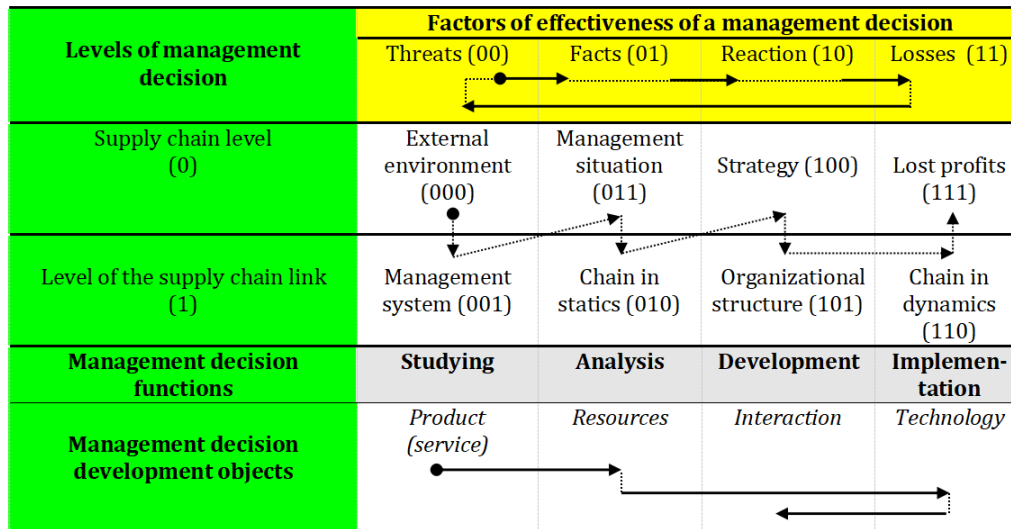 Levels of management
decision
Factors of effectiveness of a management decision
Threats (00)
Facts (01)
Reaction (10)
Losses (11)
Supply chain level
(0)
External
environment
(000)
Management
situation
(011)
Strategy (100)
Lost profits
(111)
Level of the supply chain link
(1)
Management
system (001)
Chain in
statics (010)
Organizational
structure (101)
Chain in
dynamics
(110)
Management decision
functions
Studying
Analysis
Development
Implemen-
tation
Management decision
development objects
Product
(service)
Resources
Interaction
Technology